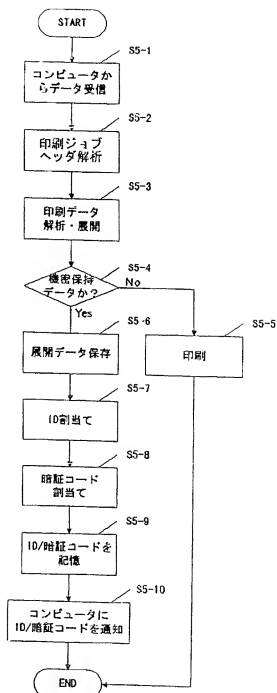 START
S5-1
コンピュータか
らデータ受信
S5-2
印刷ジョブ
ヘッダ解析
S5-3
印刷データ
解析・展開
S5-4
機密保持
データか?
No
Yes
S5-6
S5-5
展開データ保存
印刷
S5-7
ID割当て
S5-8
暗証コード
割当て
S5-9
ID/暗証コードを
記憶
S5-10
コンピュータに
ID/暗証コードを通知
END